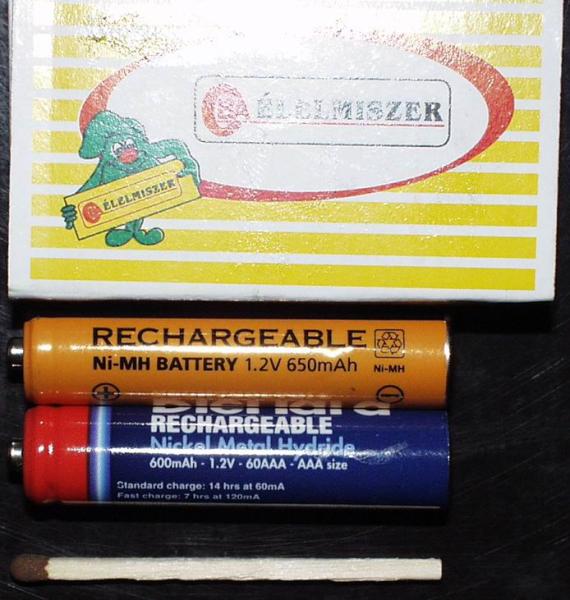 CBA ÉLELMISZER
ÉLELMISZER
RECHARGEABLE
Ni-MH BATTERY 1.2V 650mAh
Ni-MH
RECHARGEABLE
Nickel Metal Hydride
600mAh - 1.2V - 60AAA - AAA size
Standard charge: 14 hrs at 60mA
Fast charge: 7 hrs at 120mA